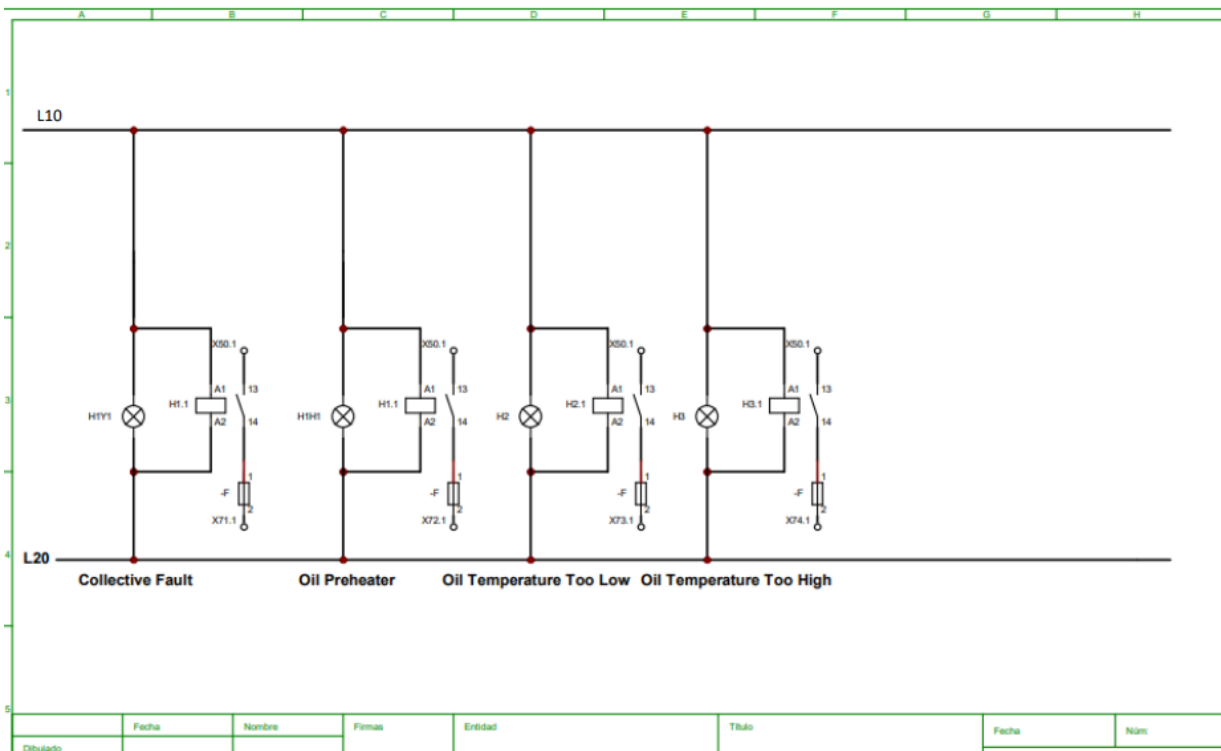 A B C D E F G H
1
L10
2
X50.1 X50.1 X50.1 X50.1
A1 13 A1 13 A1 13 A1 13
3
H1Y1 H1.1 H1H1 H1.1 H2 H2.1 H3 H3.1
A2 14 A2 14 A2 14 A2 14
1 1 1 1
-F -F -F -F
2 2 2 2
X71.1 X72.1 X73.1 X74.1
4
L20
Collective Fault Oil Preheater Oil Temperature Too Low Oil Temperature Too High
5
Fecha Nombre Firmas Entidad Título Fecha Núm:
Dibujado